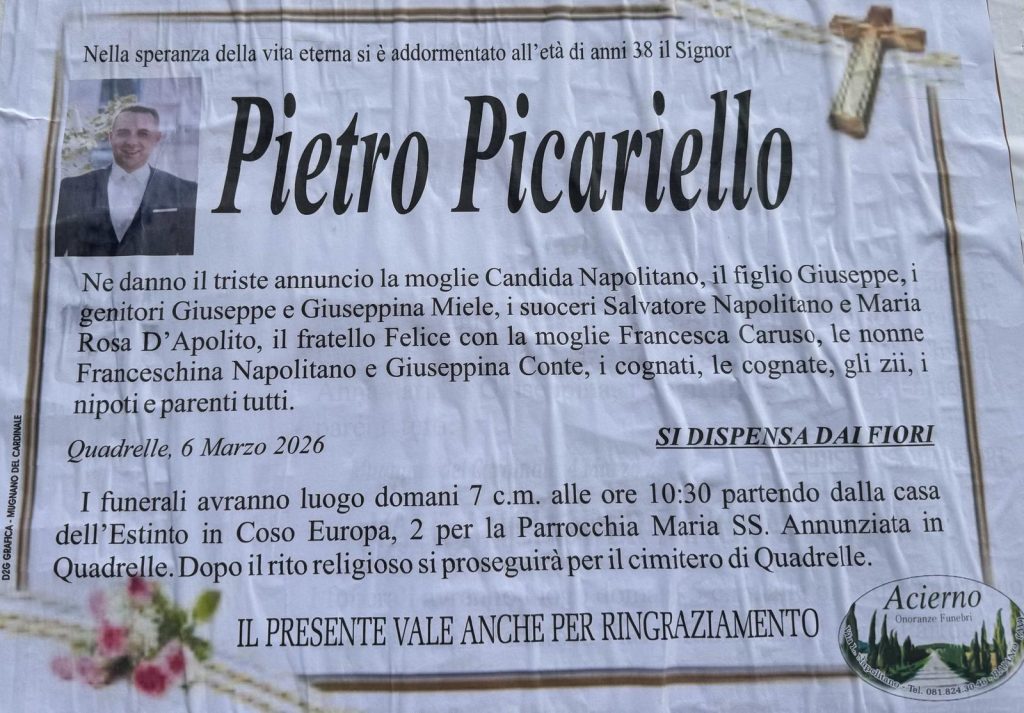 Nella speranza della vita eterna si è addormentato all'età di anni 38 il Signor
Pietro Picariello
Ne danno il triste annuncio la moglie Candida Napolitano, il figlio Giuseppe, i
genitori Giuseppe e Giuseppina Miele, i suoceri Salvatore Napolitano e Maria
Rosa D'Apolito, il fratello Felice con la moglie Francesca Caruso, le nonne
Franceschina Napolitano e Giuseppina Conte, i cognati, le cognate, gli zii, i
nipoti e parenti tutti.
Quadrelle, 6 Marzo 2026
SI DISPENSA DAI FIORI
I funerali avranno luogo domani 7 c.m. alle ore 10:30 partendo dalla casa
dell'Estinto in Coso Europa, 2 per la Parrocchia Maria SS. Annunziata in
Quadrelle. Dopo il rito religioso si proseguirà per il cimitero di Quadrelle.
IL PRESENTE VALE ANCHE PER RINGRAZIAMENTO
D2G GRAFICA - MUGNANO DEL CARDINALE
Acierno
Onoranze Funebri
Napolitano - Tel. 081.824.30